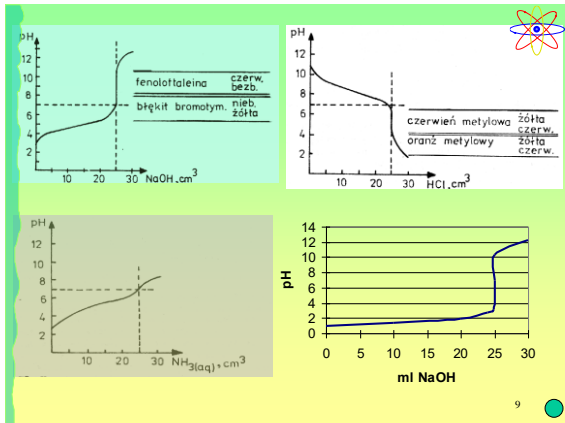 pH
12
10
8
6
4
2
10 20 30
NaOH,cm3
fenolottaleina czerw.
bezb.
błękit bromotym. nieb.
żółta
pH
12
10
8
6
4
2
10 20 30
HCl,cm3
czerwień metylowa żółta
czerw.
oranż metylowy żółta
czerw.
pH
12
10
8
6
4
2
10 20 30
NH3(aq), cm3
14
12
10
8
6
4
2
0
pH
0 5 10 15 20 25 30
ml NaOH
9